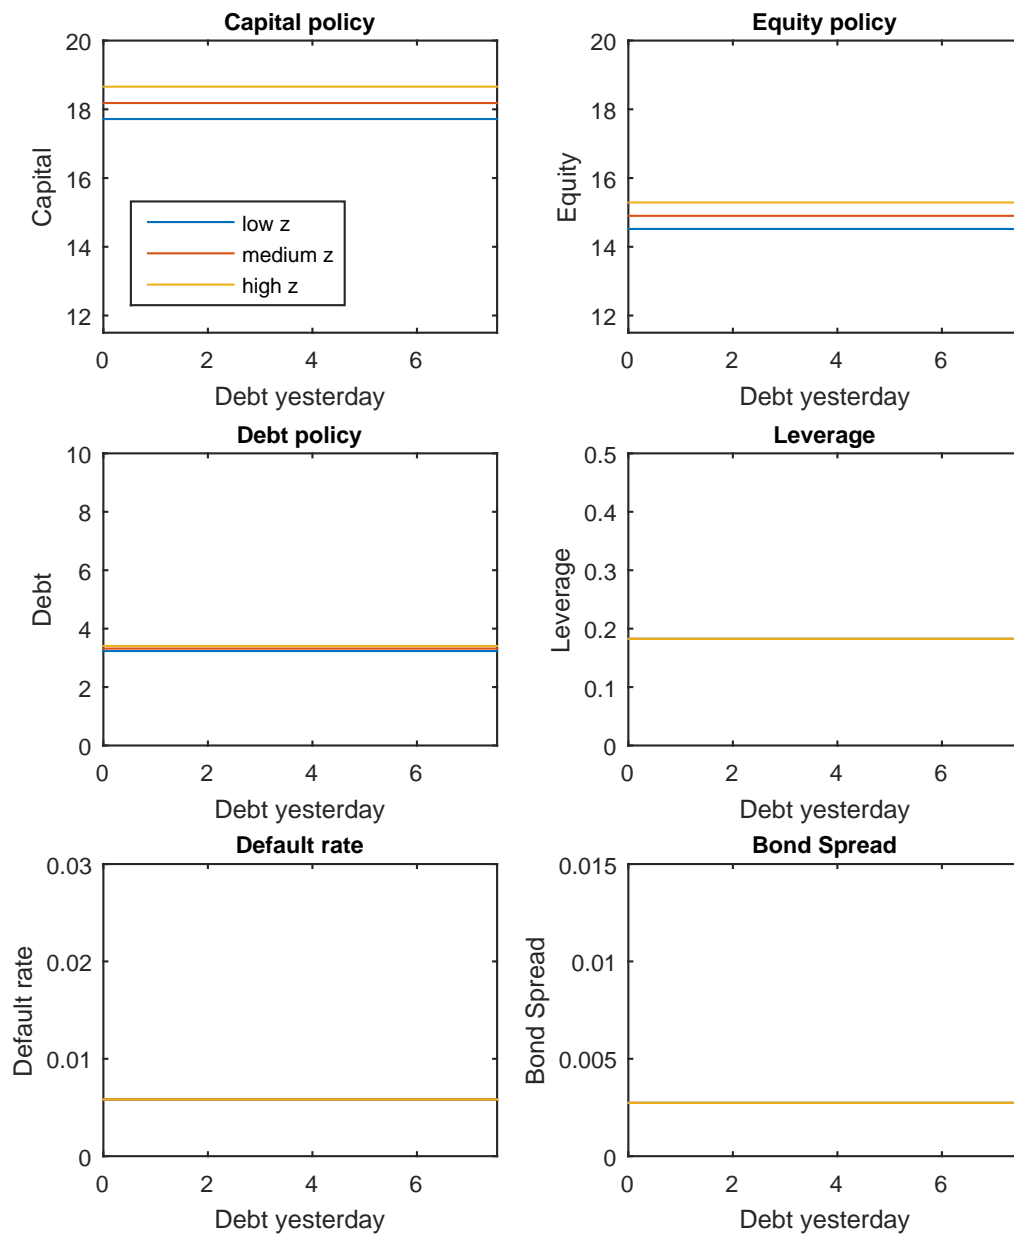 Capital policy
20
18
16
14
12
Capital
low z
medium z
high z
0 2 4 6
Debt yesterday
Equity policy
20
18
16
14
12
Equity
0 2 4 6
Debt yesterday
Debt policy
10
8
6
4
2
0
Debt
0 2 4 6
Debt yesterday
Leverage
0.5
0.4
0.3
0.2
0.1
0
Leverage
0 2 4 6
Debt yesterday
Default rate
0.03
0.02
0.01
0
Default rate
0 2 4 6
Debt yesterday
Bond Spread
0.015
0.01
0.005
0
Bond Spread
0 2 4 6
Debt yesterday